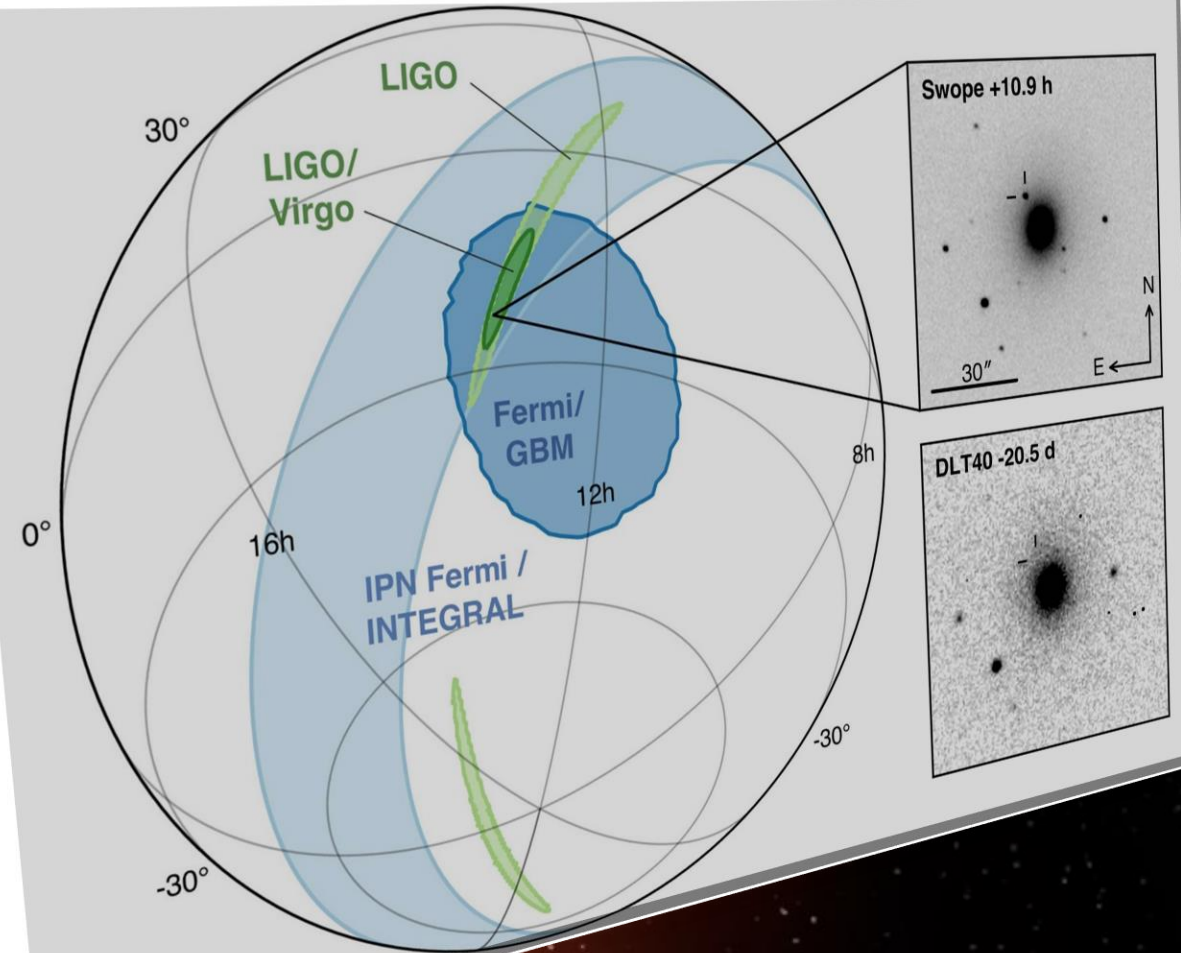 LIGO
30°
LIGO/
Virgo
Swope +10.9 h
N
30″
E
Fermi/
GBM
8h
DLT40 -20.5 d
12h
0°
16h
IPN Fermi /
INTEGRAL
-30°
-30°